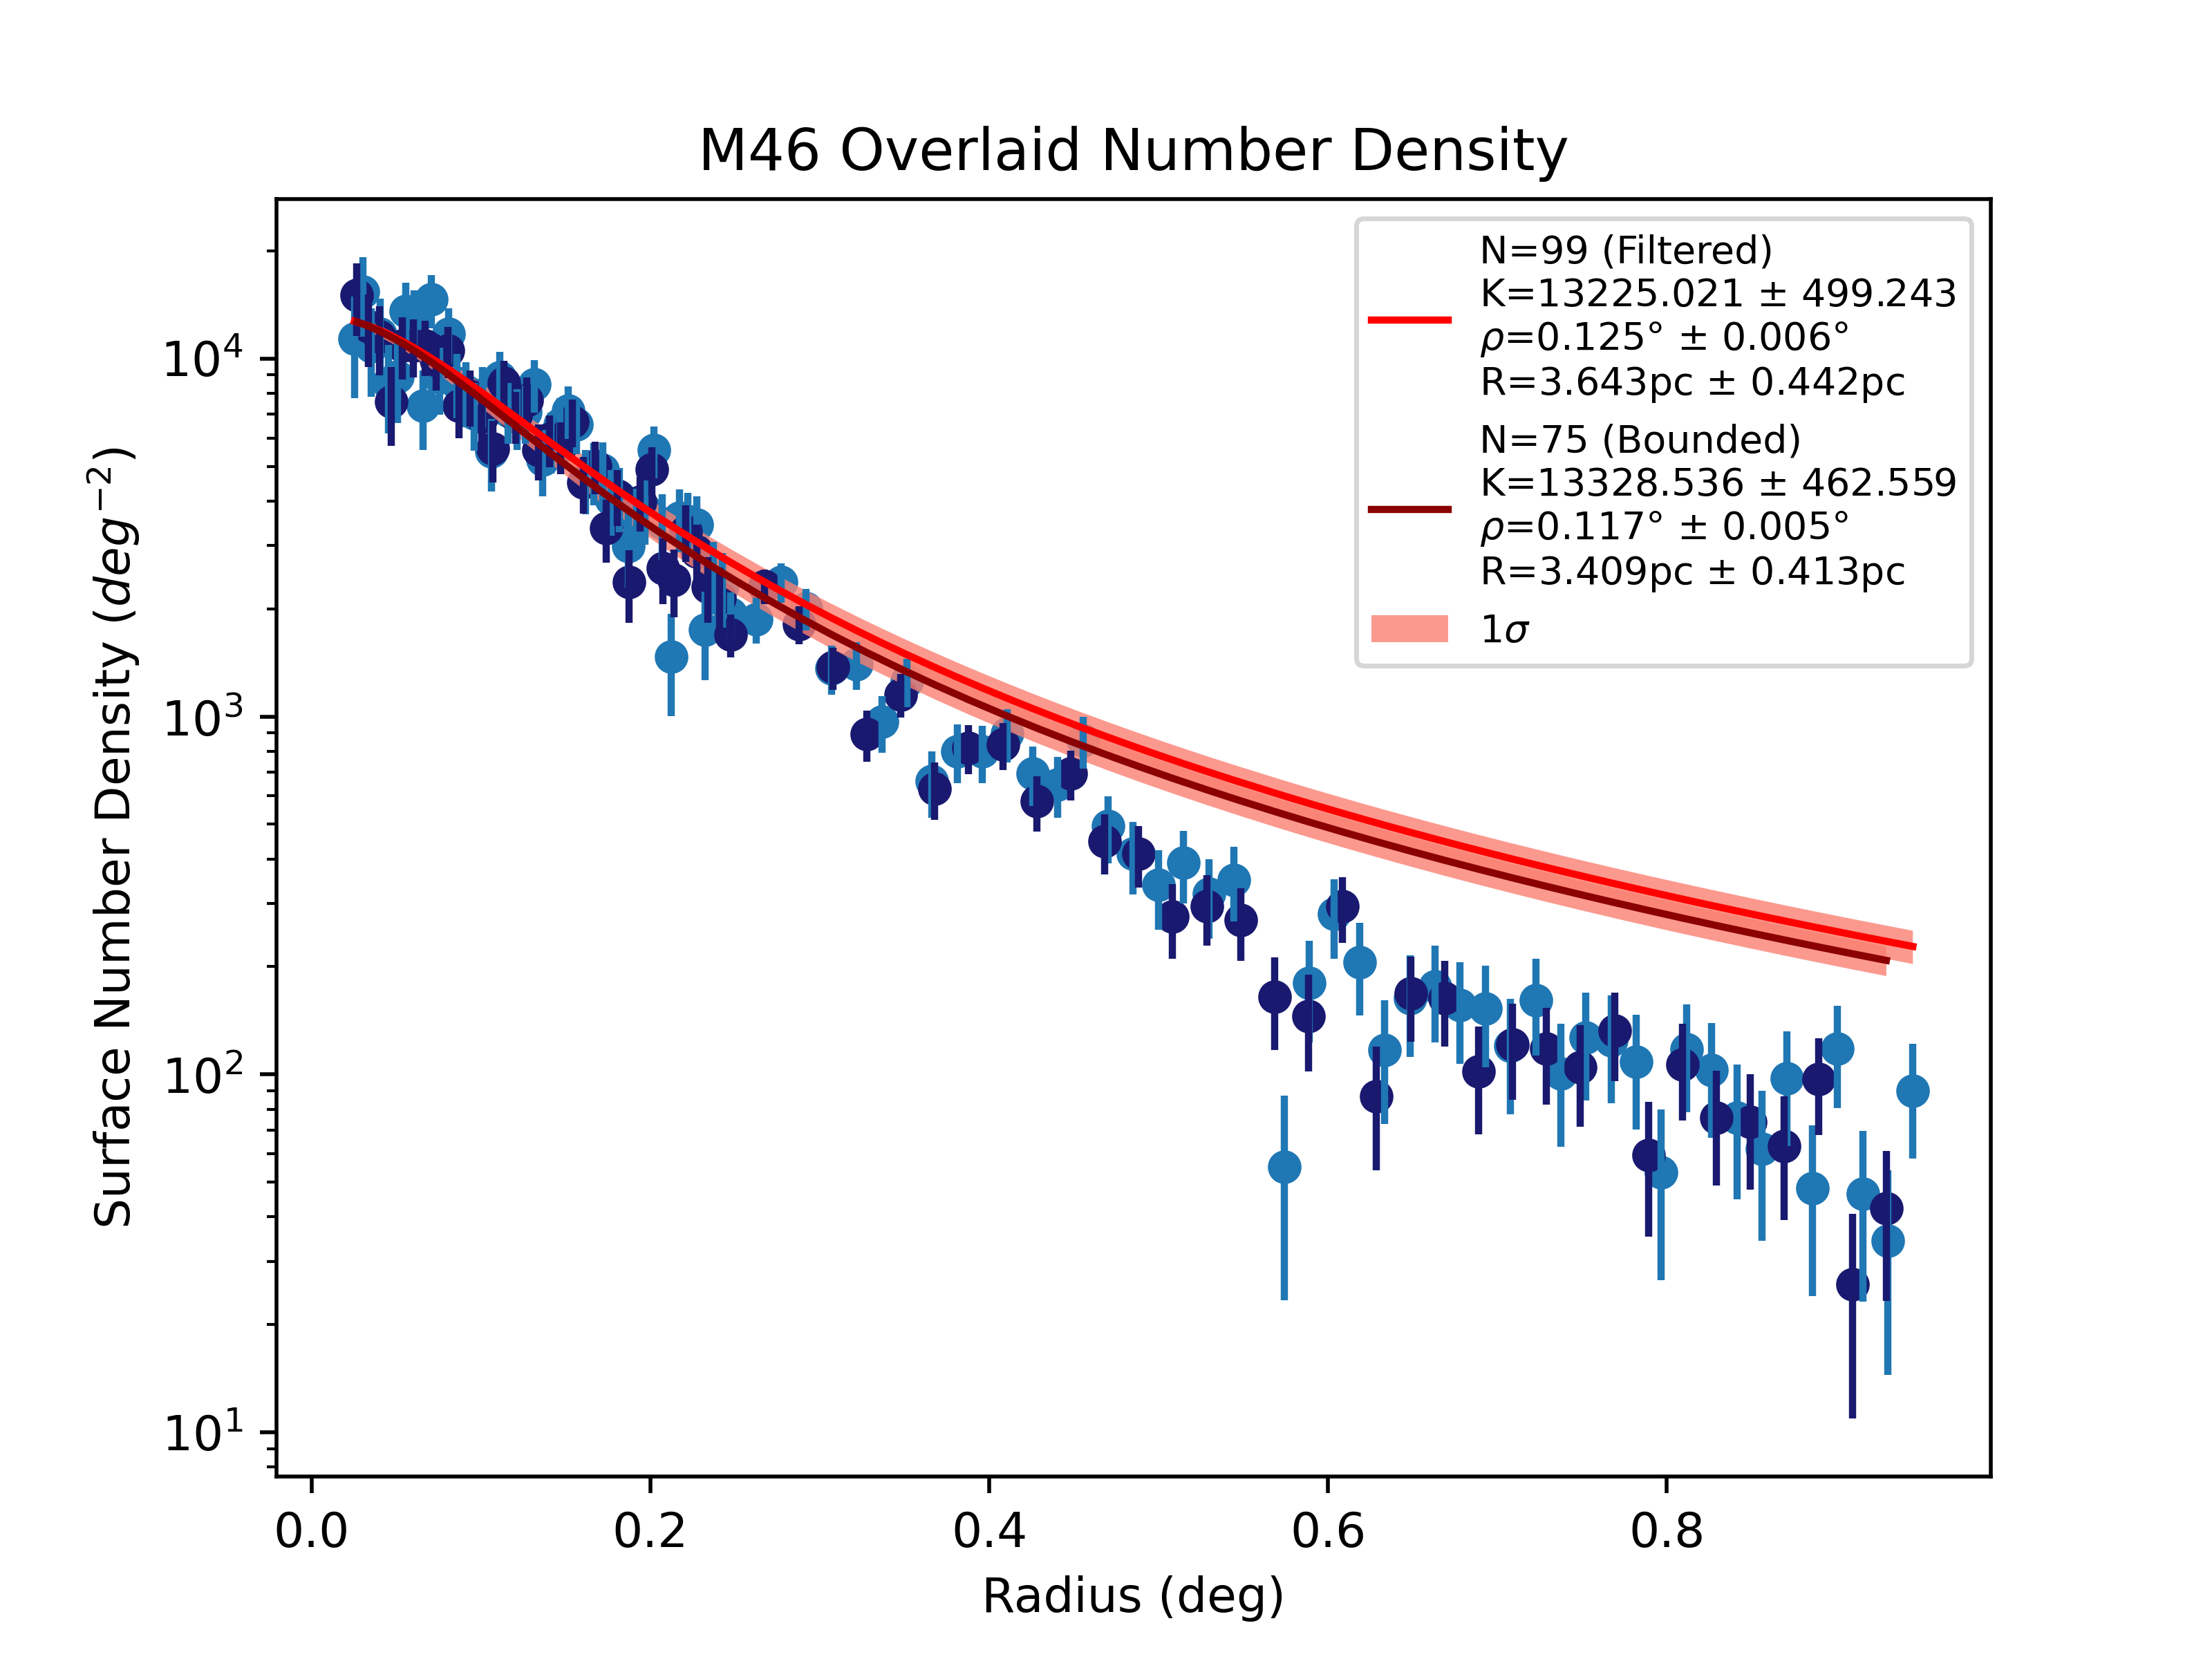 M46 Overlaid Number Density
N=99 (Filtered)
K=13225.021 ± 499.243
ρ=0.125° ± 0.006°
R=3.643pc ± 0.442pc
N=75 (Bounded)
K=13328.536 ± 462.559
ρ=0.117° ± 0.005°
R=3.409pc ± 0.413pc
1σ
Surface Number Density (deg⁻²)
10⁴
10³
10²
10¹
0.0 0.2 0.4 0.6 0.8
Radius (deg)